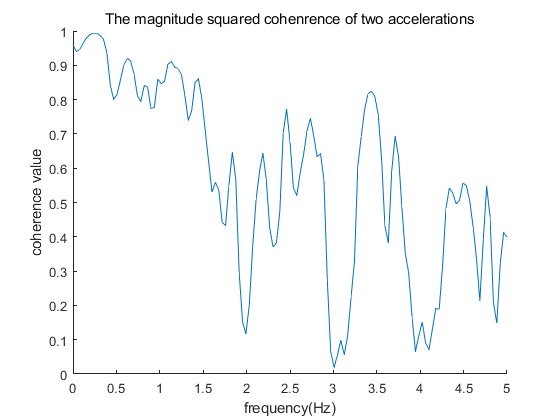 The magnitude squared cohenrence of two accelerations
1
0.9
0.8
0.7
0.6
0.5
0.4
0.3
0.2
0.1
0
coherence value
0 0.5 1 1.5 2 2.5 3 3.5 4 4.5 5
frequency(Hz)